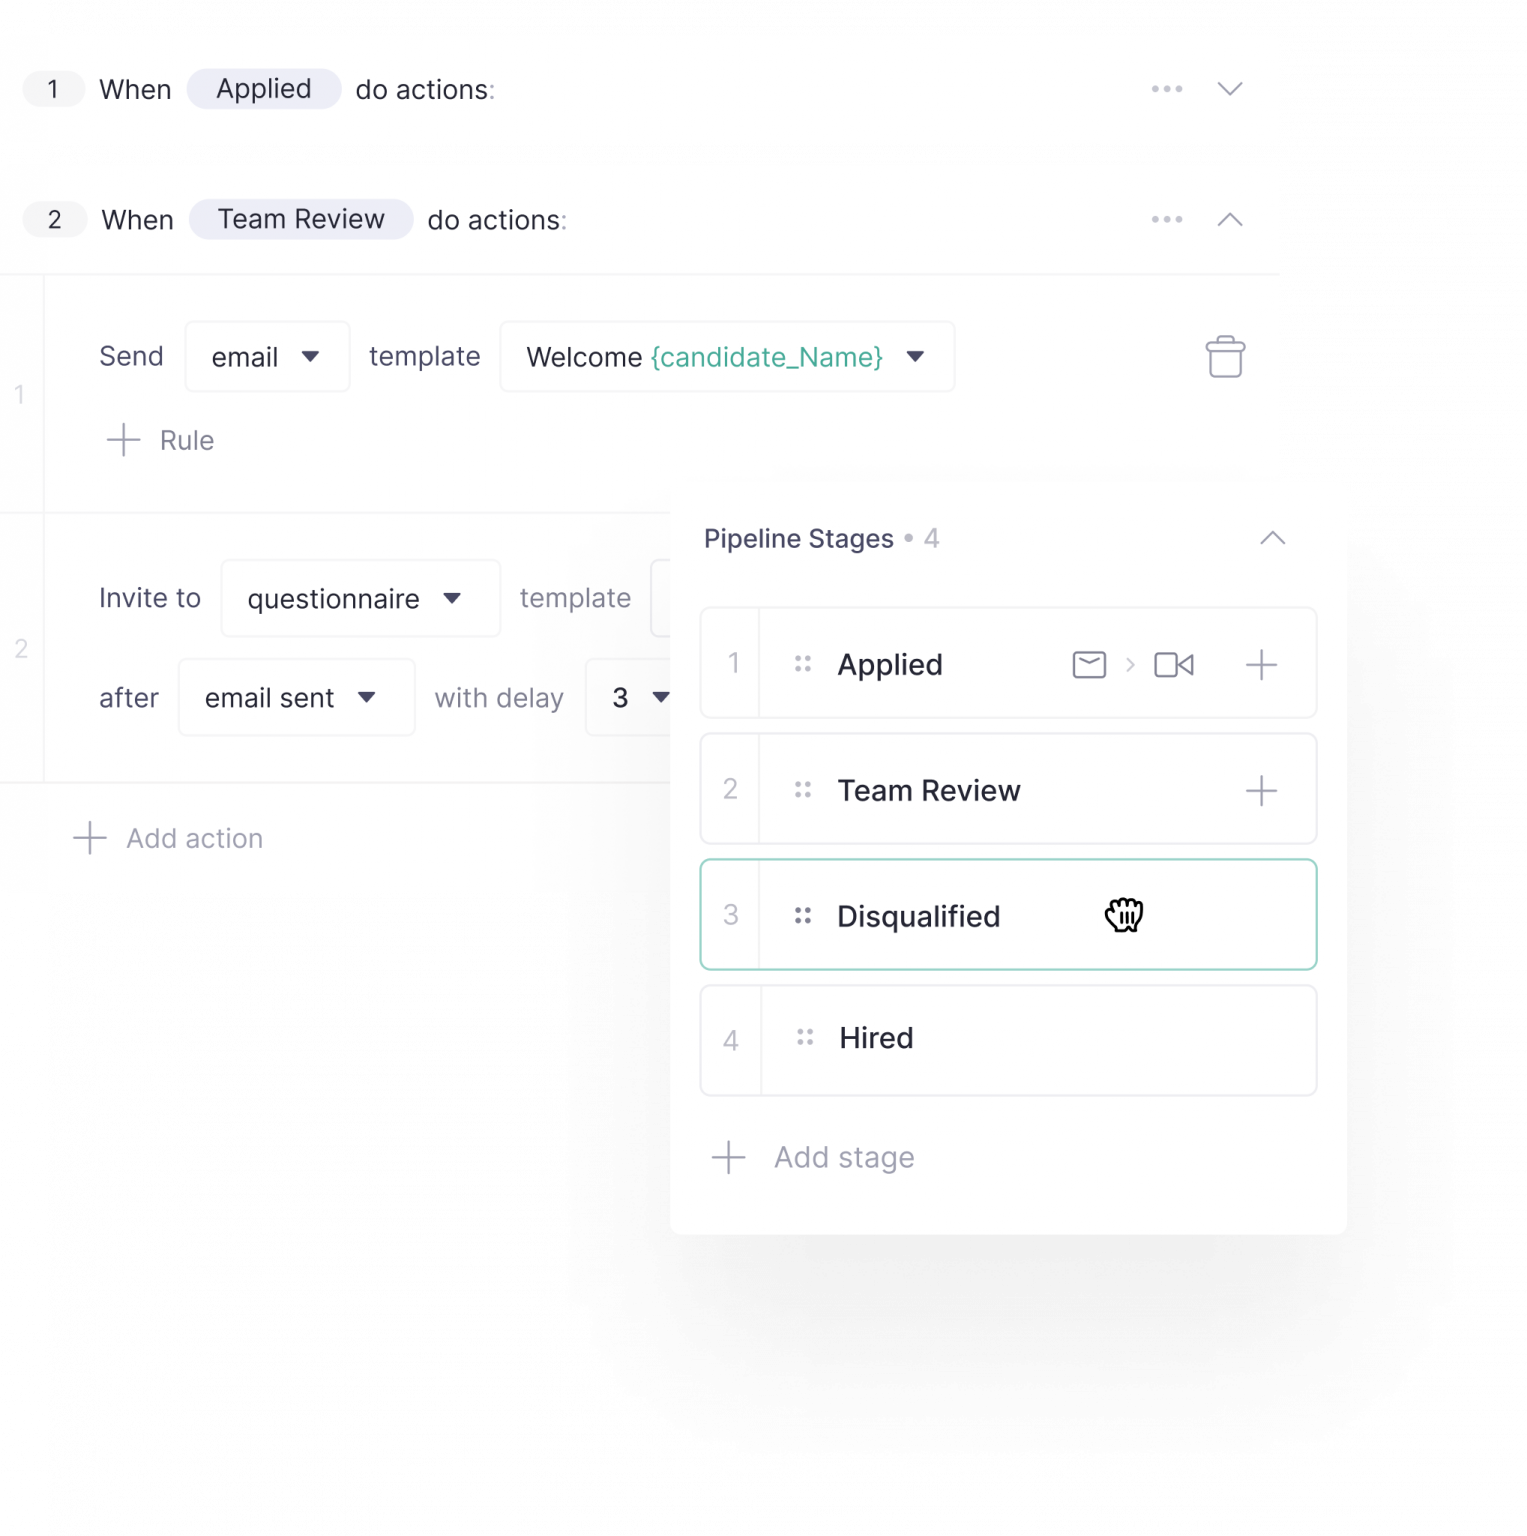 1 When Applied do actions:
2 When Team Review do actions:
1
Send email template Welcome {candidate_Name}
Rule
2
Invite to questionnaire template
after email sent with delay 3
Add action
Pipeline Stages • 4
1 Applied
2 Team Review
3 Disqualified
4 Hired
Add stage